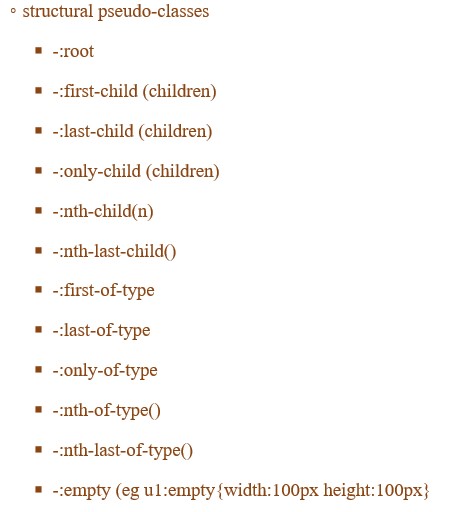 structural pseudo-classes
-:root
-:first-child (children)
-:last-child (children)
-:only-child (children)
-:nth-child(n)
-:nth-last-child()
-:first-of-type
-:last-of-type
-:only-of-type
-:nth-of-type()
-:nth-last-of-type()
-:empty (eg u1:empty{width:100px height:100px}